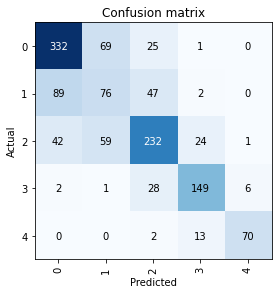 Confusion matrix
0 332 69 25 1 0
1 89 76 47 2 0
2 42 59 232 24 1
3 2 1 28 149 6
4 0 0 2 13 70
Actual
0 1 2 3 4
Predicted